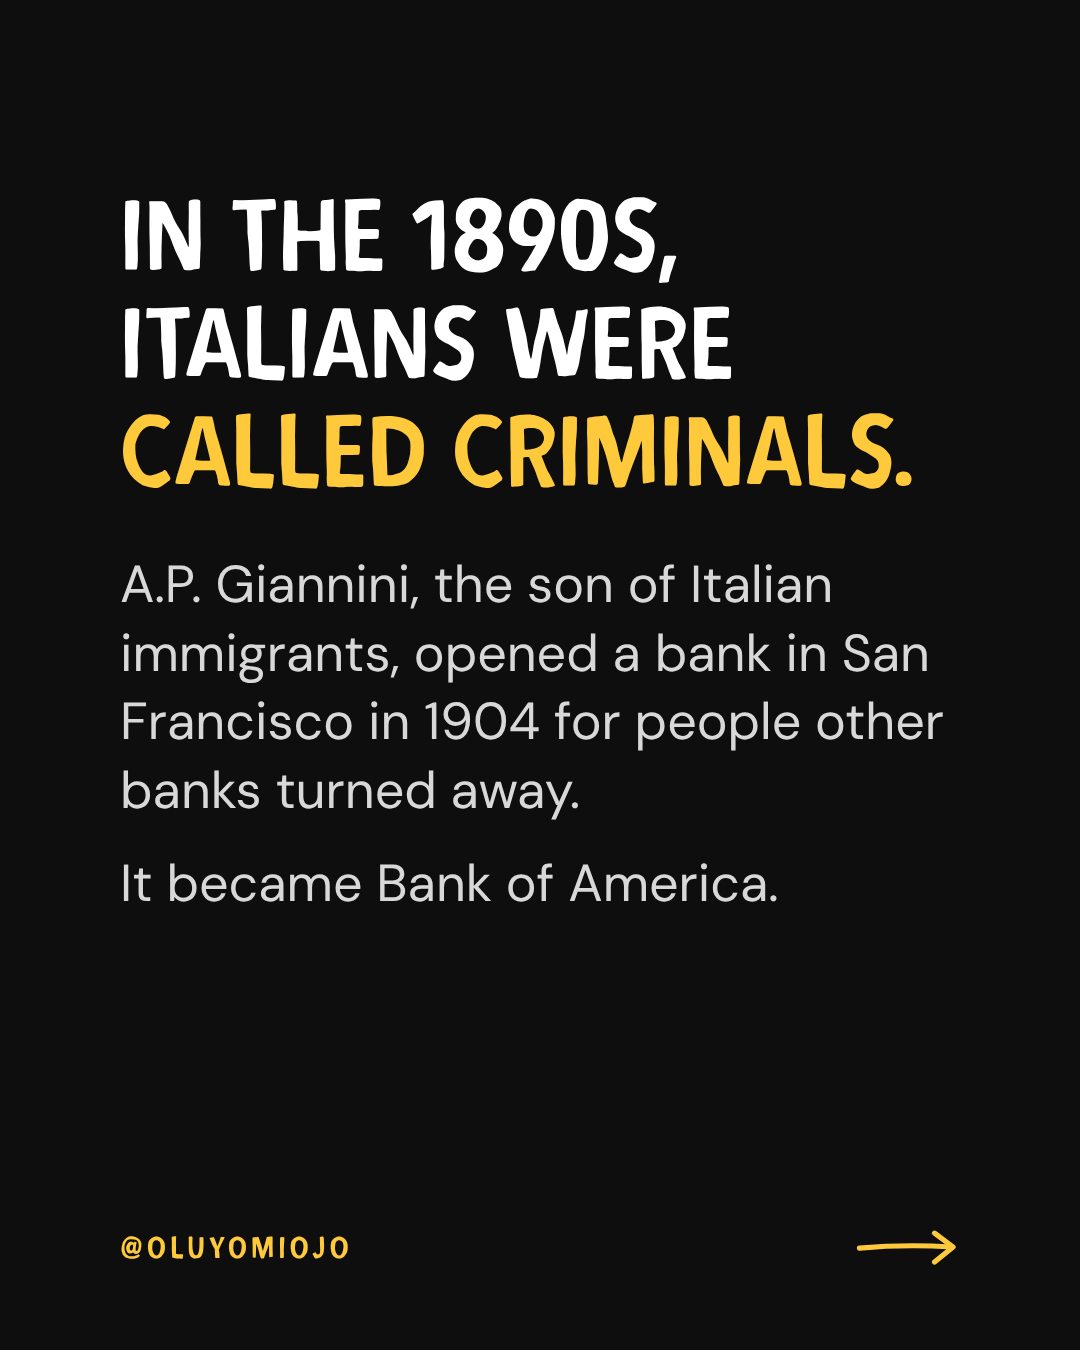 IN THE 1890S,
ITALIANS WERE
CALLED CRIMINALS.
A.P. Giannini, the son of Italian
immigrants, opened a bank in San
Francisco in 1904 for people other
banks turned away.
It became Bank of America.
@OLUYOMIOJO